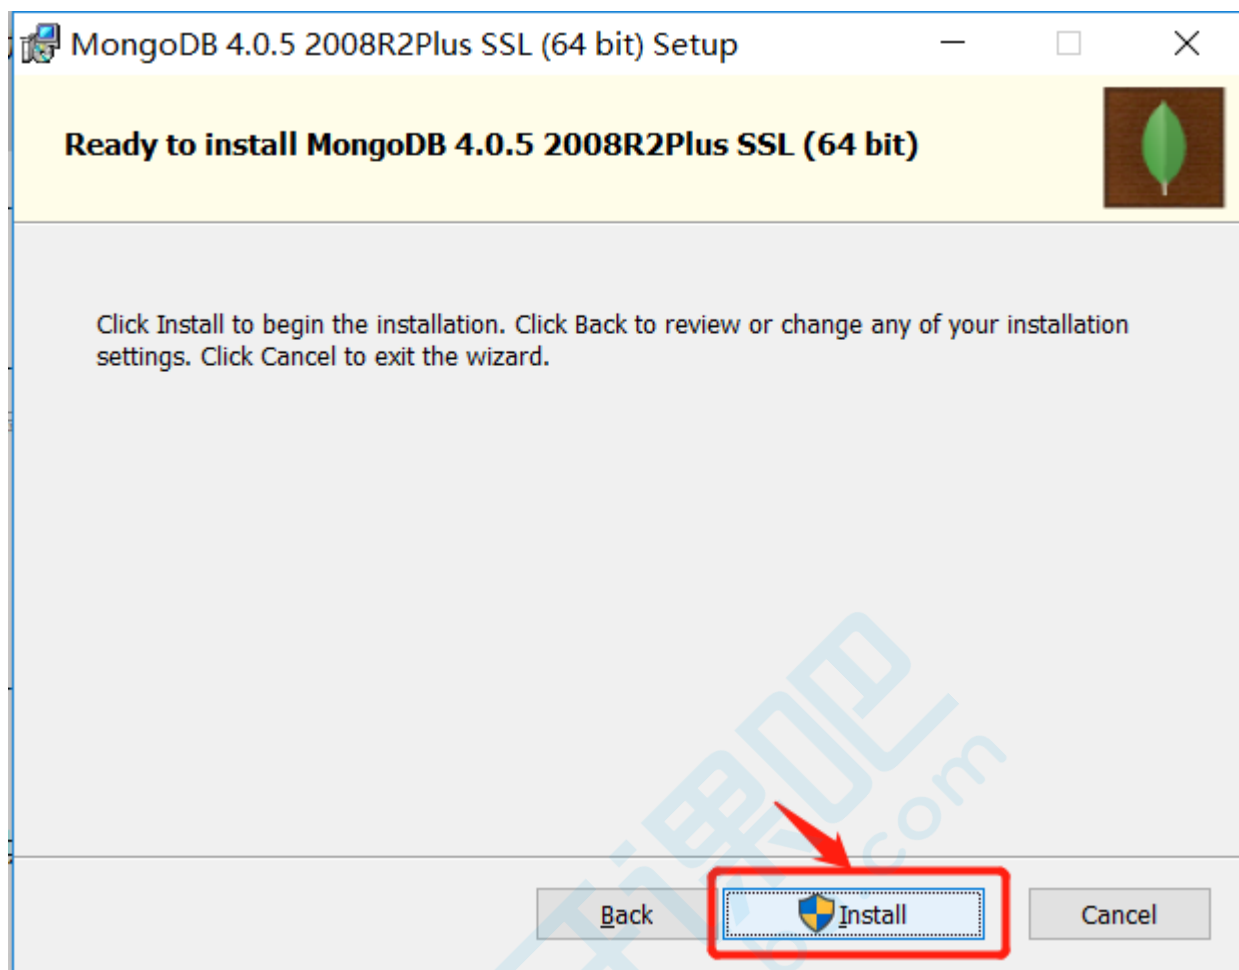 MongoDB 4.0.5 2008R2Plus SSL (64 bit) Setup
Ready to install MongoDB 4.0.5 2008R2Plus SSL (64 bit)
Click Install to begin the installation. Click Back to review or change any of your installation
settings. Click Cancel to exit the wizard.
Back
Install
Cancel